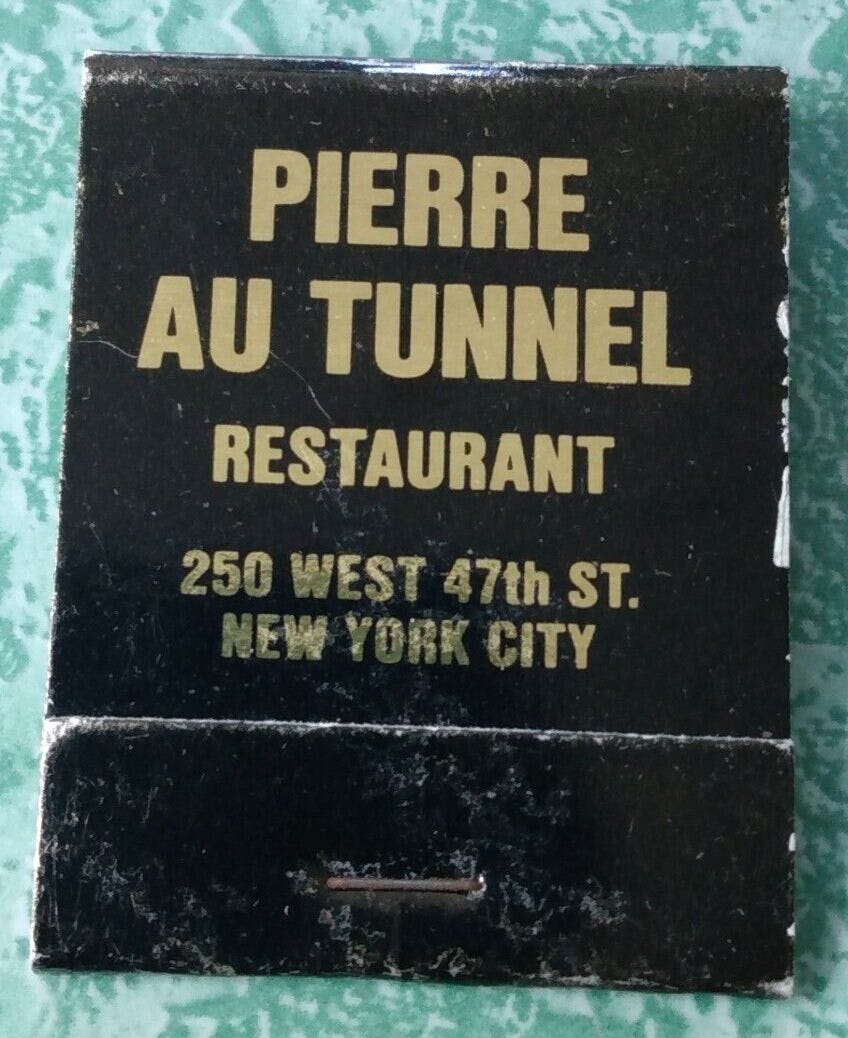 PIERRE
AU TUNNEL
RESTAURANT
250 WEST 47th ST.
NEW YORK CITY